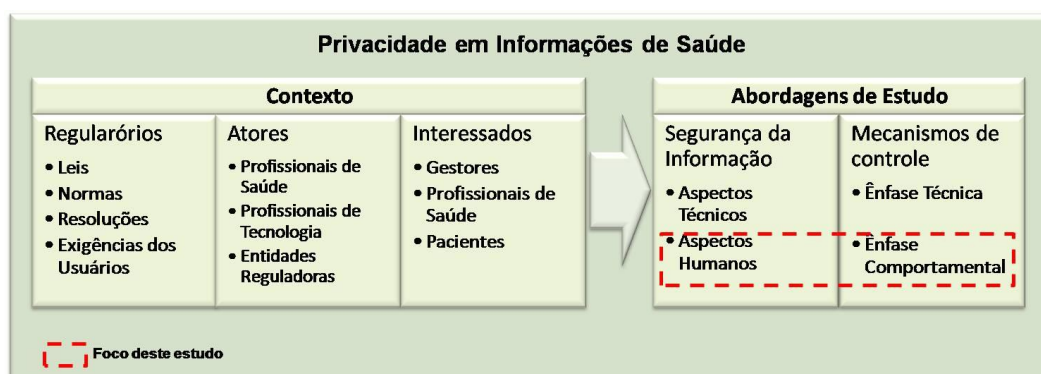 Privacidade em Informações de Saúde
Contexto
Regularórios
• Leis
• Normas
• Resoluções
• Exigências dos
Usuários
Atores
• Profissionais de
Saúde
• Profissionais de
Tecnologia
• Entidades
Reguladoras
Interessados
• Gestores
• Profissionais de
Saúde
• Pacientes
Abordagens de Estudo
Segurança da
Informação
• Aspectos
Técnicos
• Aspectos
Humanos
Mecanismos de
controle
• Ênfase Técnica
• Ênfase
Comportamental
Foco deste estudo